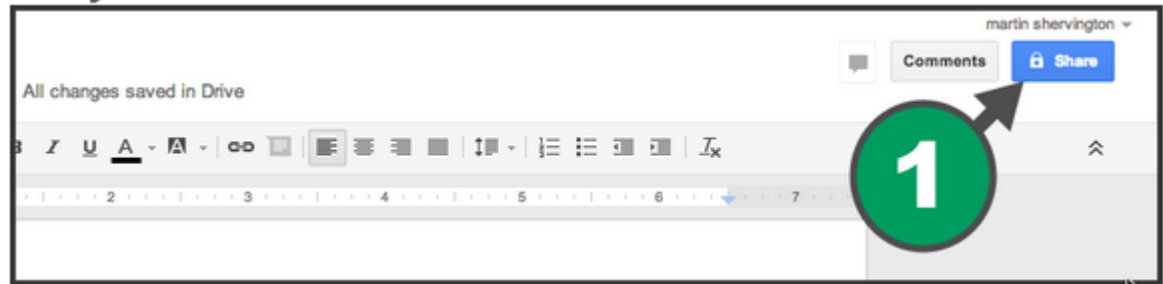 martin shervington
Comments
Share
All changes saved in Drive
I U A A
2 3 4 5 6 7
1